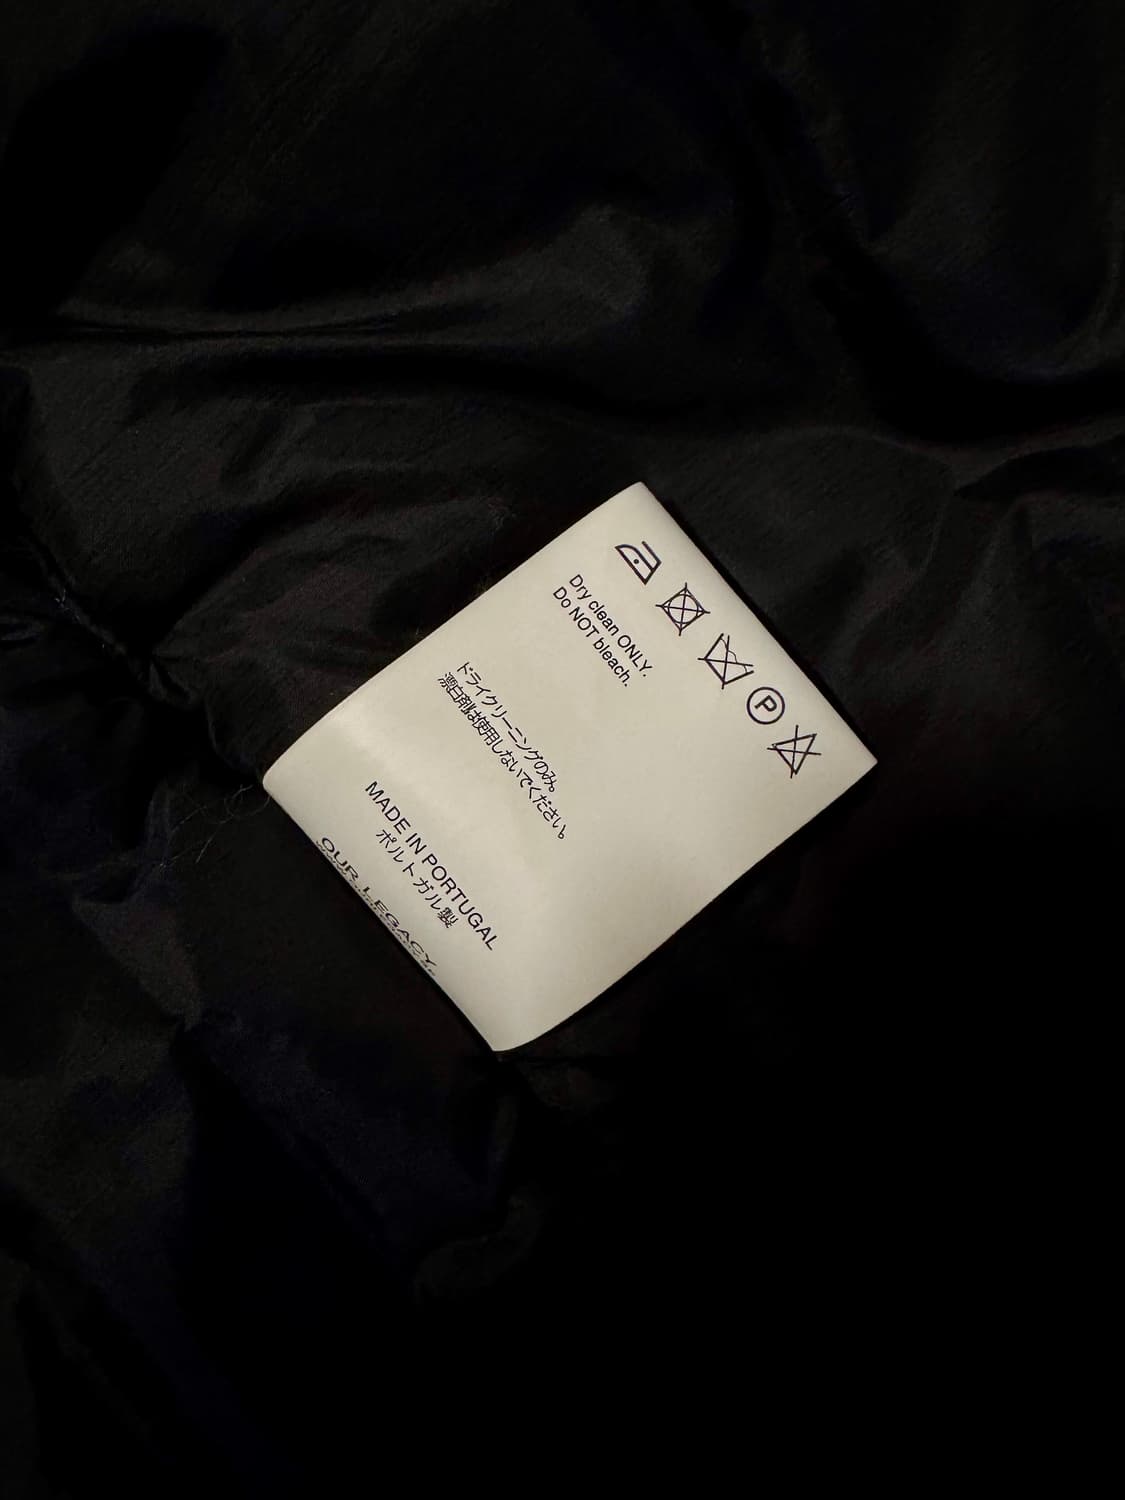 Dry clean ONLY.
Do NOT bleach.
ドライクリーニングのみ。
漂白剤は使用しないでください。
MADE IN PORTUGAL
ポルトガル製
OUR LEGACY